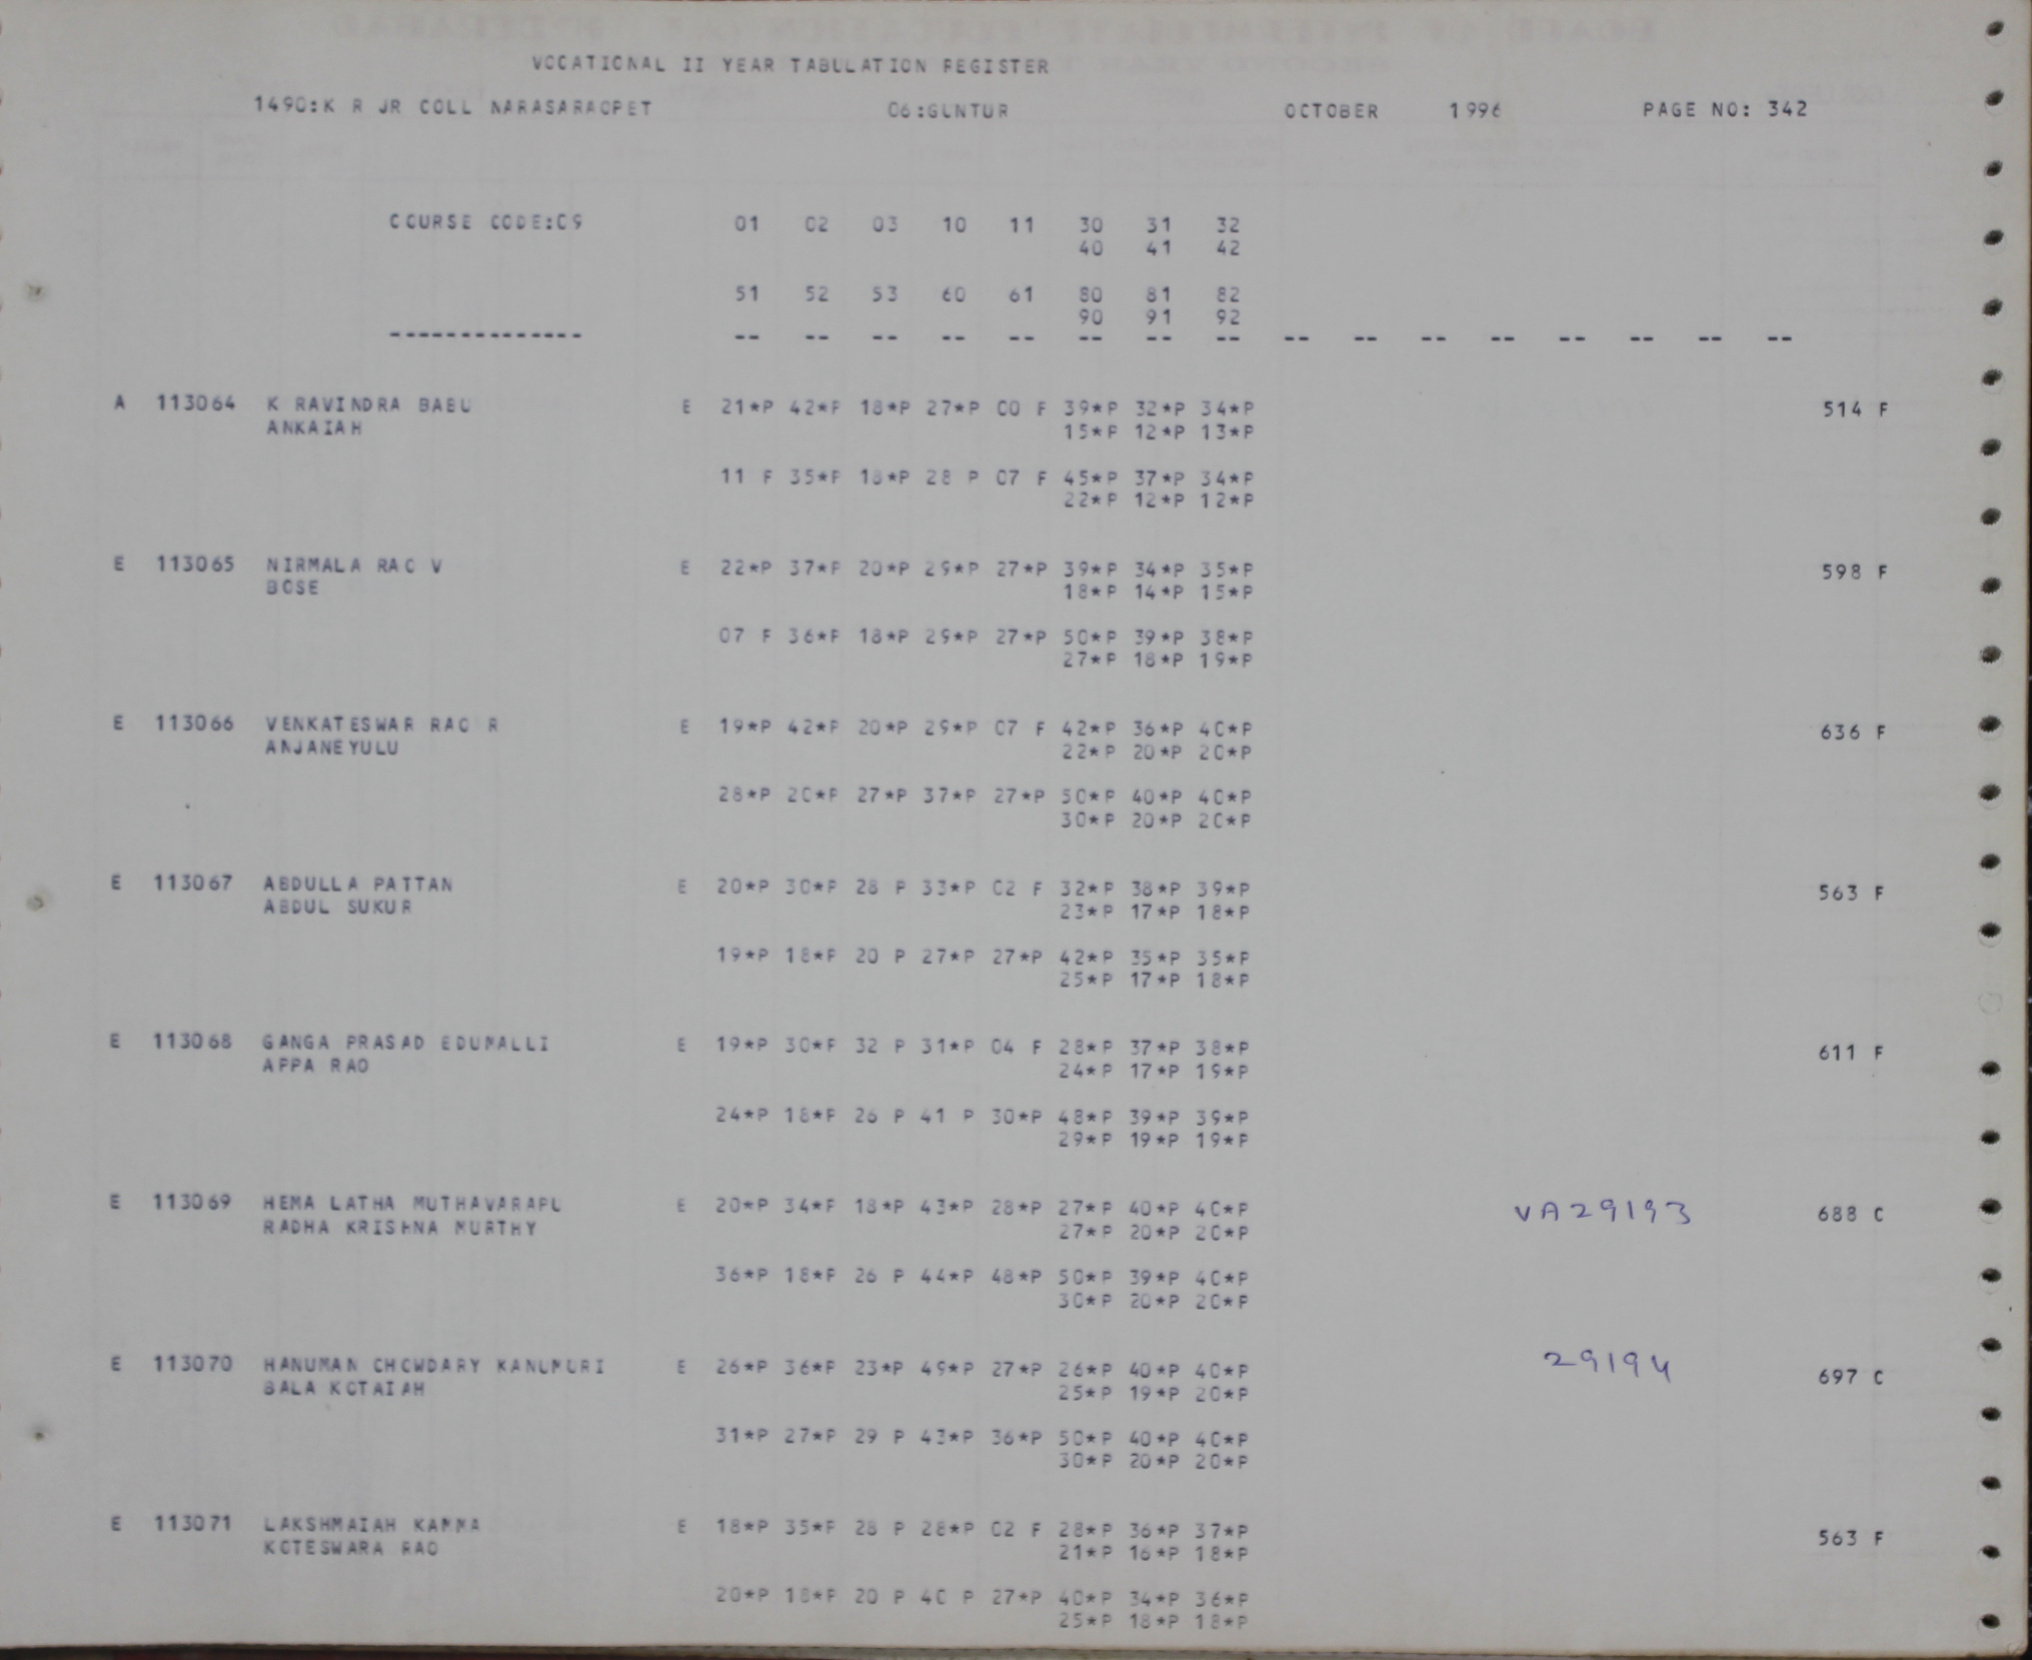 VOCATIONAL II YEAR TABULATION REGISTER
1490:K R JR COLL NARASARAOPET 06:GUNTUR OCTOBER 1996 PAGE NO: 342
COURSE CODE:09 01 02 03 10 11 30 31 32
40 41 42
51 52 53 60 61 80 81 82
90 91 92
-------------- -- -- -- -- -- -- -- -- -- -- -- -- -- -- -- --
A 113064 K RAVINDRA BABU E 21*P 42*P 18*P 27*P 00 F 39*P 32*P 34*P 514 F
ANKAIAH 15*P 12*P 13*P
11 F 35*P 18*P 28 P 07 F 45*P 37*P 34*P
22*P 12*P 12*P
E 113065 NIRMALA RAO V E 22*P 37*P 20*P 29*P 27*P 39*P 34*P 35*P 598 F
BOSE 18*P 14*P 15*P
07 F 36*P 18*P 29*P 27*P 50*P 39*P 38*P
27*P 18*P 19*P
E 113066 VENKATESWAR RAO R E 19*P 42*P 20*P 29*P 07 F 42*P 36*P 40*P 636 F
ANJANEYULU 22*P 20*P 20*P
28*P 20*P 27*P 37*P 27*P 50*P 40*P 40*P
30*P 20*P 20*P
E 113067 ABDULLA PATTAN E 20*P 30*P 28 P 33*P 02 F 32*P 38*P 39*P 563 F
ABDUL SUKUR 23*P 17*P 18*P
19*P 18*P 20 P 27*P 27*P 42*P 35*P 35*P
25*P 17*P 18*P
E 113068 GANGA PRASAD EDUMALLI E 19*P 30*P 32 P 31*P 04 F 28*P 37*P 38*P 611 F
APPA RAO 24*P 17*P 19*P
24*P 18*P 26 P 41 P 30*P 48*P 39*P 39*P
29*P 19*P 19*P
E 113069 HEMA LATHA MUTHAVARAPU E 20*P 34*P 18*P 43*P 28*P 27*P 40*P 40*P VA29193 688 C
RADHA KRISHNA MURTHY 27*P 20*P 20*P
36*P 18*P 26 P 44*P 48*P 50*P 39*P 40*P
30*P 20*P 20*P
E 113070 HANUMAN CHOWDARY KANUMURI E 26*P 36*P 23*P 49*P 27*P 26*P 40*P 40*P 29194 697 C
BALA KOTAIAH 25*P 19*P 20*P
31*P 27*P 29 P 43*P 36*P 50*P 40*P 40*P
30*P 20*P 20*P
E 113071 LAKSHMAIAH KAMMA E 18*P 35*P 28 P 28*P 02 F 28*P 36*P 37*P 563 F
KOTESWARA RAO 21*P 16*P 18*P
20*P 18*P 20 P 40 P 27*P 40*P 34*P 36*P
25*P 18*P 18*P